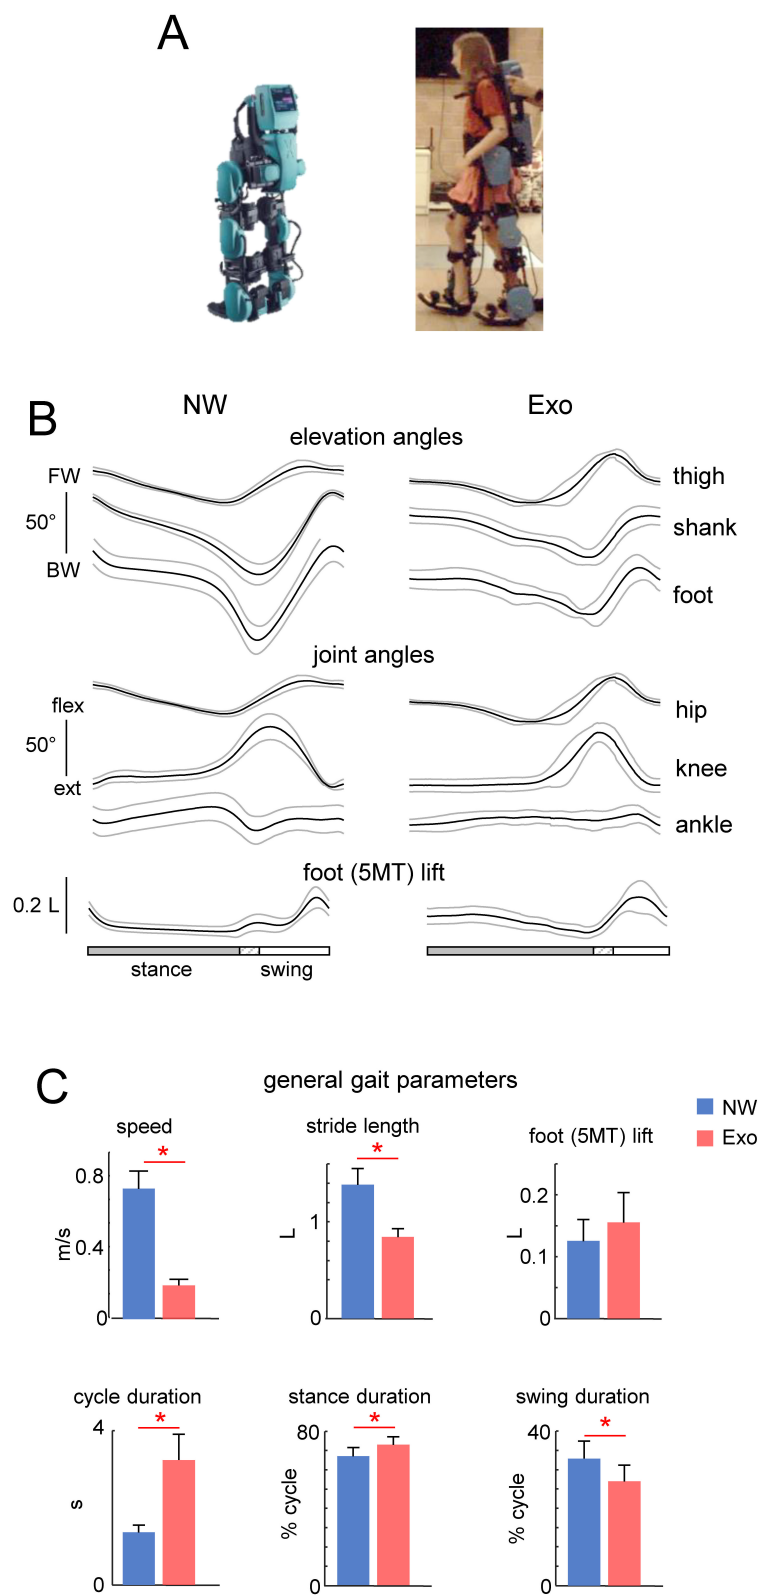 A
B
NW Exo
elevation angles
FW
50°
BW
thigh
shank
foot
joint angles
flex
50°
ext
hip
knee
ankle
foot (5MT) lift
0.2 L
stance swing
C
general gait parameters
NW
Exo
speed
*
0.8
0.4
0
m/s
stride length
*
1
0
L
foot (5MT) lift
0.2
0.1
0
L
cycle duration
*
4
0
s
stance duration
*
80
0
% cycle
swing duration
*
40
0
% cycle